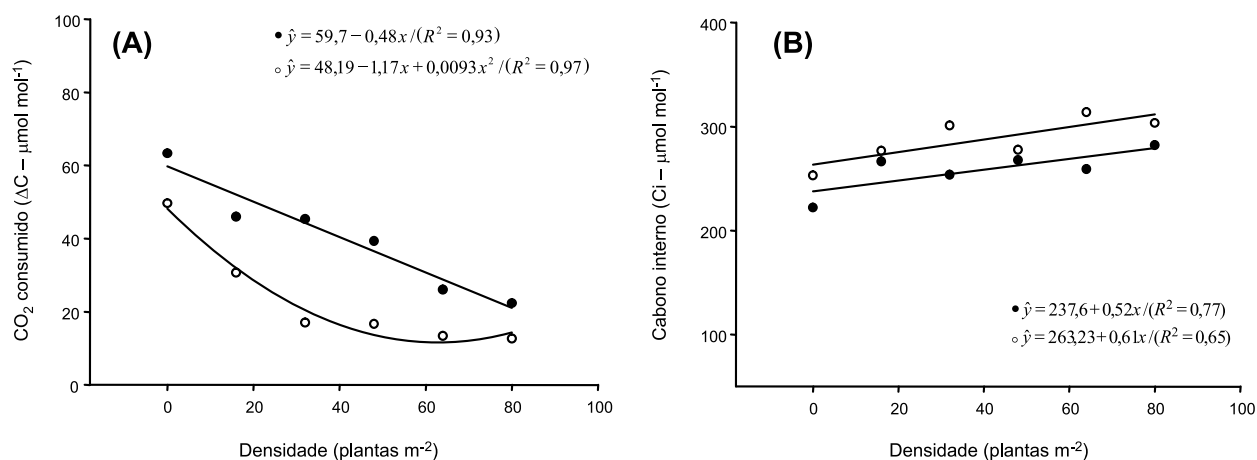 (A)
● ŷ = 59,7 – 0,48x/(R² = 0,93)
○ ŷ = 48,19 – 1,17x + 0,0093x²/(R² = 0,97)
CO₂ consumido (ΔC – μmol mol⁻¹)
100
80
60
40
20
0
0 20 40 60 80 100
Densidade (plantas m⁻²)
(B)
Cabono interno (Ci – μmol mol⁻¹)
400
300
200
100
● ŷ = 237,6 + 0,52x/(R² = 0,77)
○ ŷ = 263,23 + 0,61x/(R² = 0,65)
0 20 40 60 80 100
Densidade (plantas m⁻²)